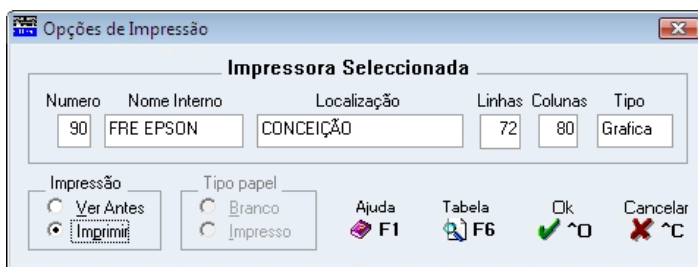 Opções de Impressão
Impressora Seleccionada
Numero Nome Interno Localização Linhas Colunas Tipo
90 FRE EPSON CONCEIÇÃO 72 80 Grafica
Impressão Tipo papel
Ver Antes Branco Ajuda Tabela Ok Cancelar
Imprimir Impresso F1 F6 ^O ^C